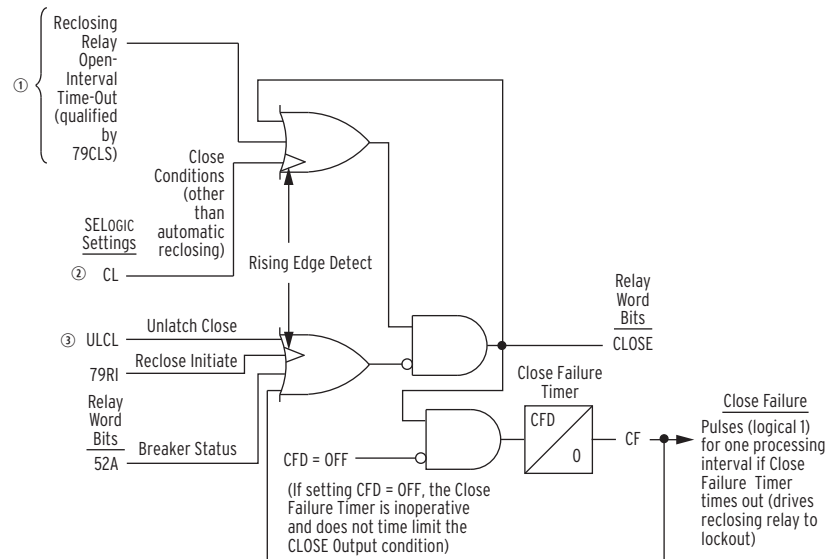 Reclosing
Relay
Open-
Interval
Time-Out
(qualified
by
79CLS)
①
Close
Conditions
(other
than
automatic
reclosing)
SELOGIC
Settings
② CL
Rising Edge Detect
③ ULCL
Unlatch Close
79RI
Reclose Initiate
Relay
Word
Bits
52A
Breaker Status
Relay
Word
Bits
CLOSE
Close Failure
Timer
CFD
0
CF
CFD = OFF
(If setting CFD = OFF, the Close
Failure Timer is inoperative
and does not time limit the
CLOSE Output condition)
Close Failure
Pulses (logical 1)
for one processing
interval if Close
Failure Timer
times out (drives
reclosing relay to
lockout)